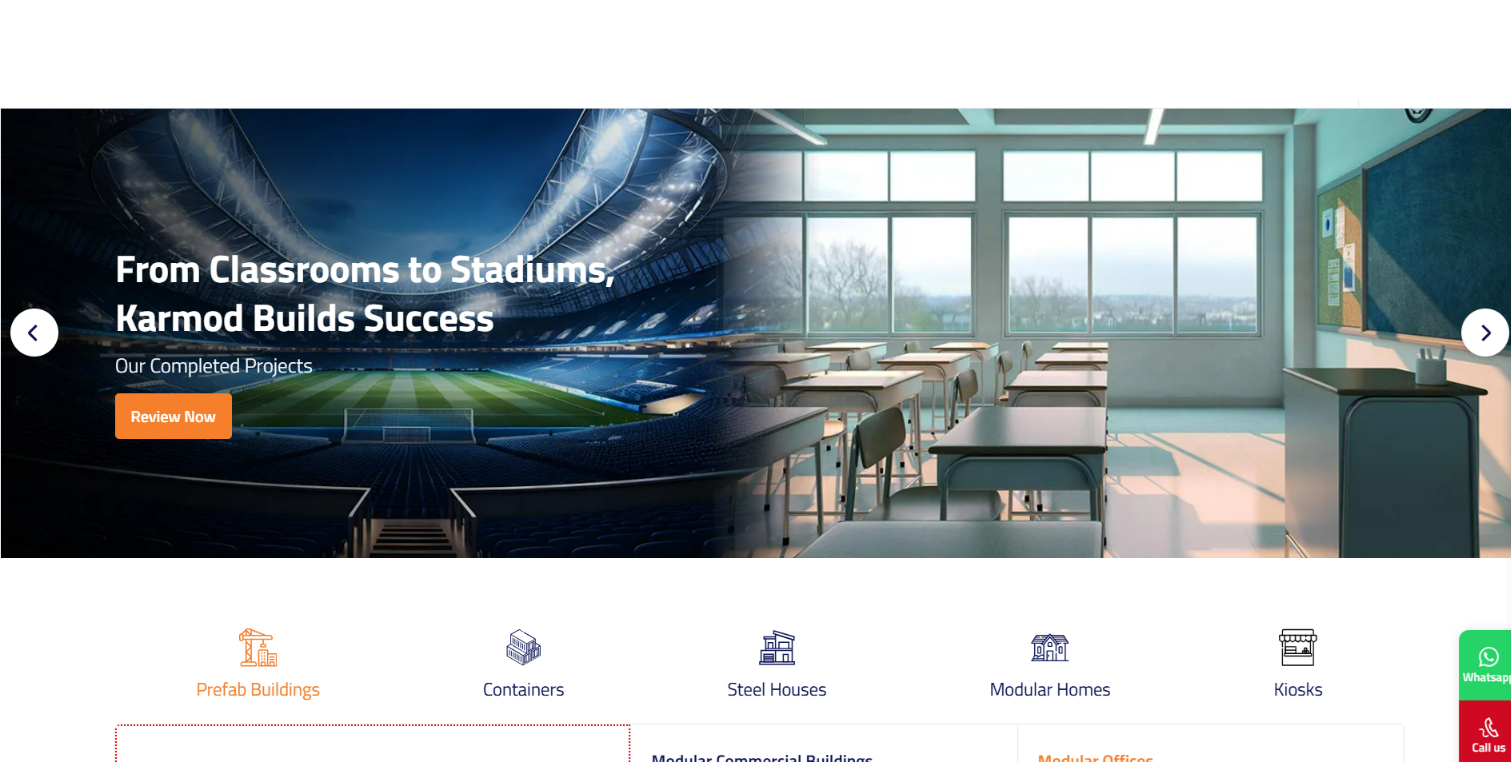 From Classrooms to Stadiums,
Karmod Builds Success
Our Completed Projects
Review Now
Prefab Buildings
Containers
Steel Houses
Modular Homes
Kiosks
Whatsapp
Call us
Modular Commercial Buildings
Modular Offices